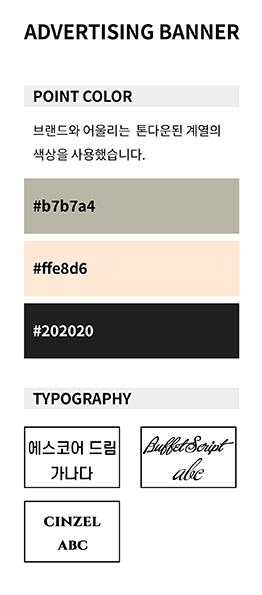 ADVERTISING BANNER
POINT COLOR
브랜드와 어울리는 톤다운된 계열의
색상을 사용했습니다.
#b7b7a4
#ffe8d6
#202020
TYPOGRAPHY
에스코어 드림
가나다
Buffet Script
abc
CINZEL
ABC